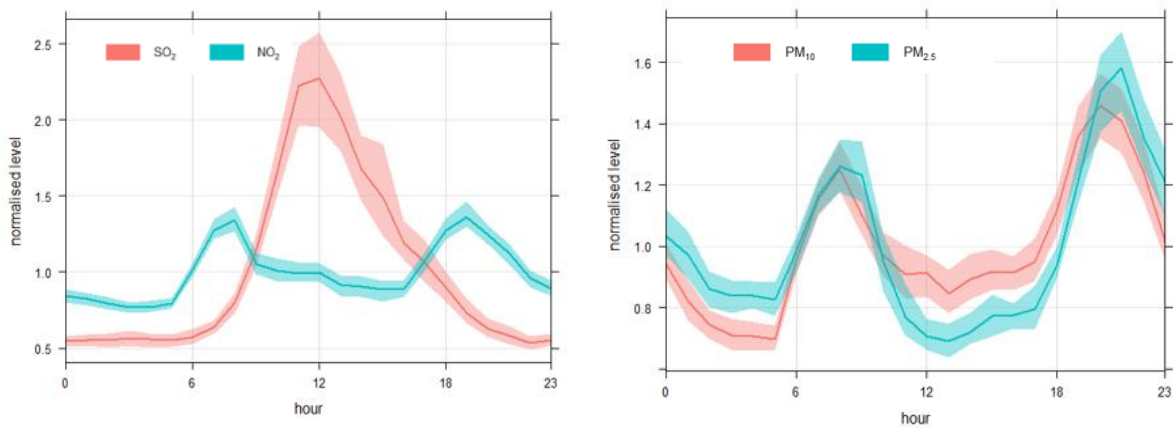 SO₂ NO₂
2.5
2.0
1.5
1.0
0.5
normalised level
0 6 12 18 23
hour
PM₁₀ PM₂.₅
1.6
1.4
1.2
1.0
0.8
normalised level
0 6 12 18 23
hour